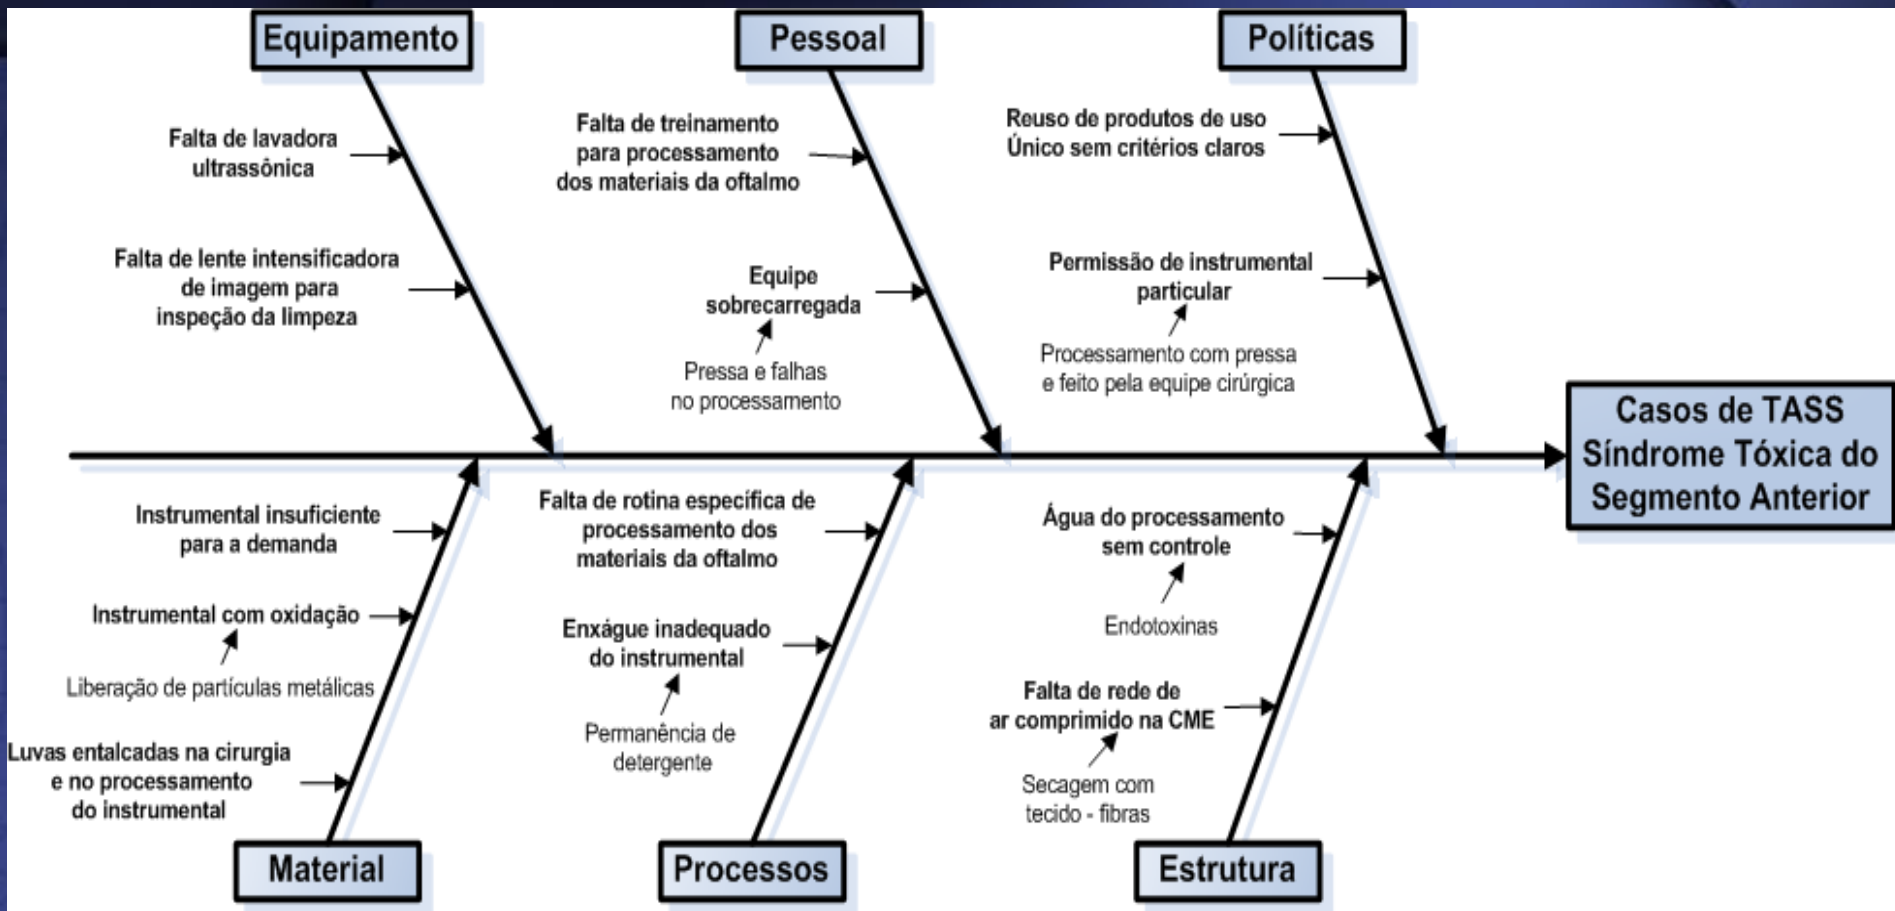 Equipamento
Pessoal
Políticas
Falta de lavadora
ultrassônica
Falta de lente intensificadora
de imagem para
inspeção da limpeza
Falta de treinamento
para processamento
dos materiais da oftalmo
Equipe
sobrecarregada
Pressa e falhas
no processamento
Reuso de produtos de uso
Único sem critérios claros
Permissão de instrumental
particular
Processamento com pressa
e feito pela equipe cirúrgica
Casos de TASS
Síndrome Tóxica do
Segmento Anterior
Instrumental insuficiente
para a demanda
Instrumental com oxidação
Liberação de partículas metálicas
Luvas entalcadas na cirurgia
e no processamento
do instrumental
Falta de rotina específica de
processamento dos
materiais da oftalmo
Enxágue inadequado
do instrumental
Permanência de
detergente
Água do processamento
sem controle
Endotoxinas
Falta de rede de
ar comprimido na CME
Secagem com
tecido - fibras
Material
Processos
Estrutura